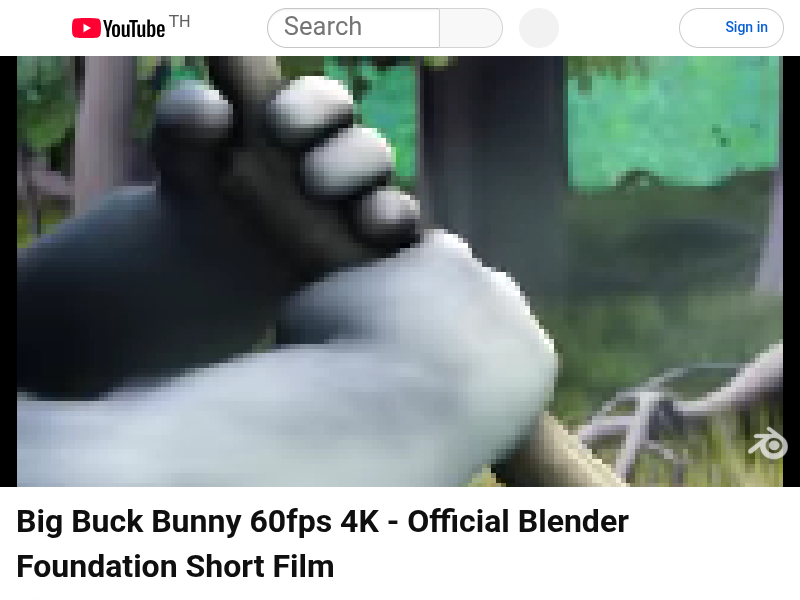 YouTube TH
Search
Sign in
Big Buck Bunny 60fps 4K - Official Blender
Foundation Short Film